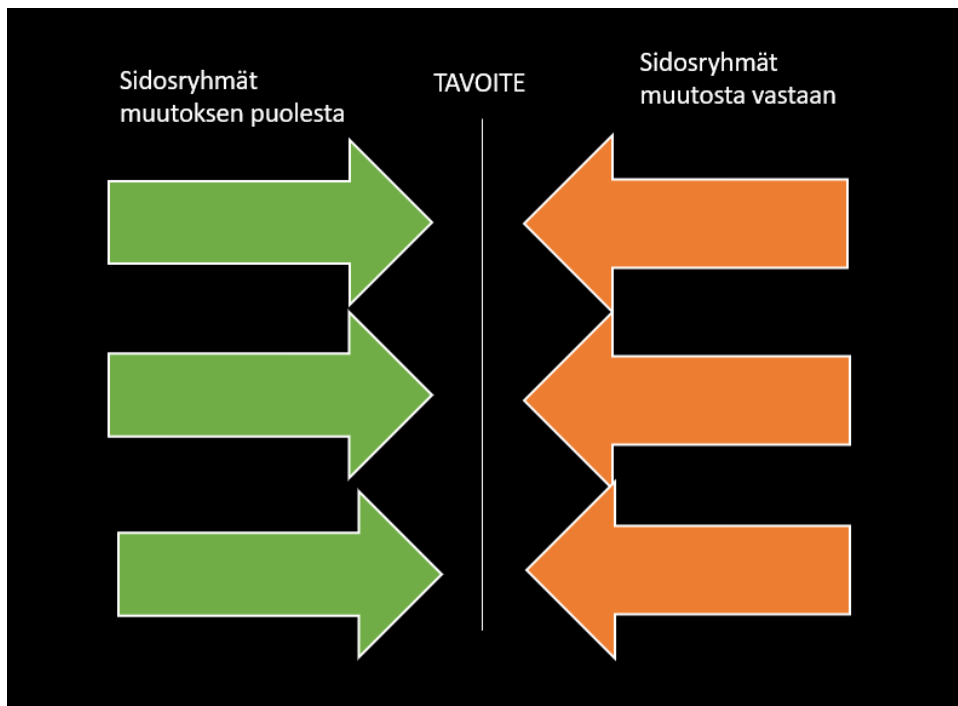 Sidosryhmät
muutoksen puolesta
TAVOITE
Sidosryhmät
muutosta vastaan